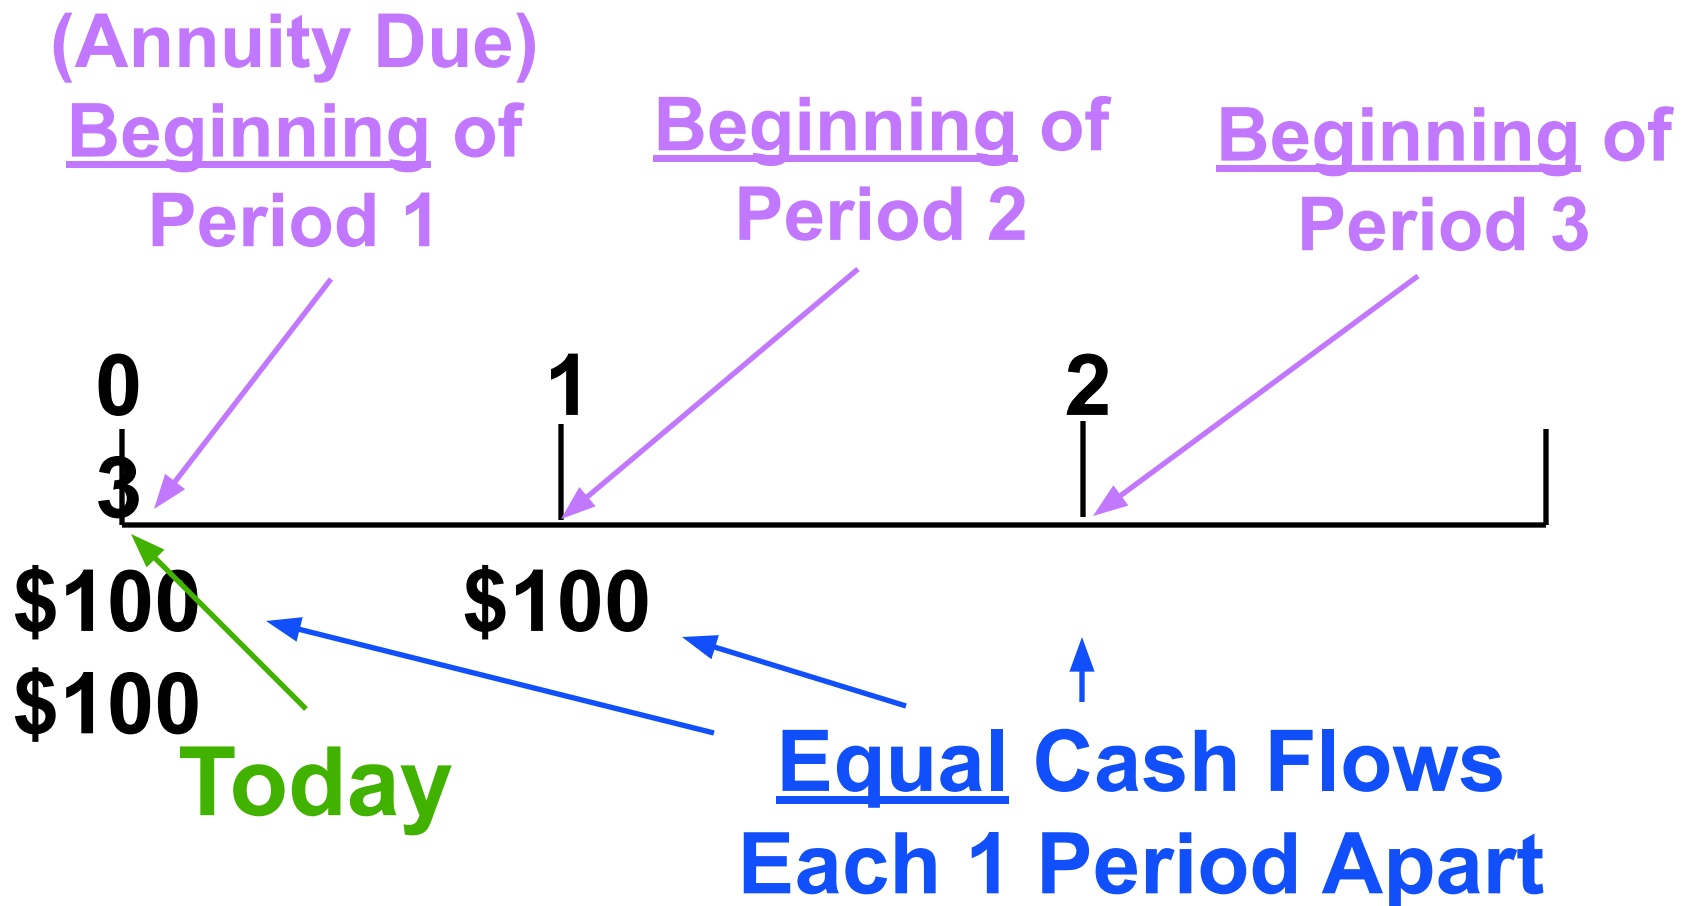 (Annuity Due)
Beginning of
Period 1
Beginning of
Period 2
Beginning of
Period 3
0 1 2
3
$100 $100
$100
Today
Equal Cash Flows
Each 1 Period Apart